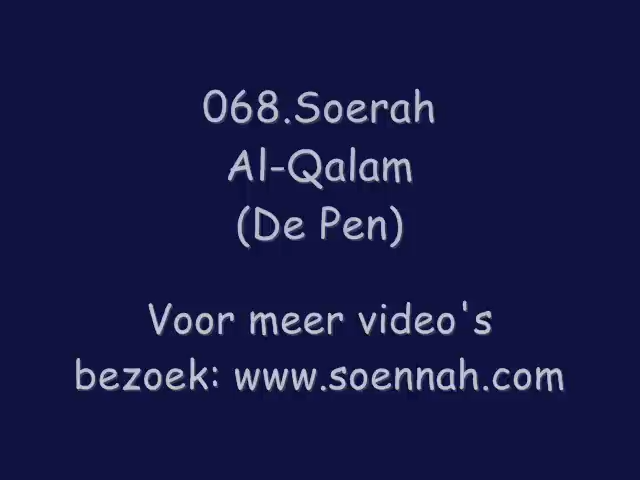 068.Soerah
Al-Qalam
(De Pen)
Voor meer video's
bezoek: www.soennah.com